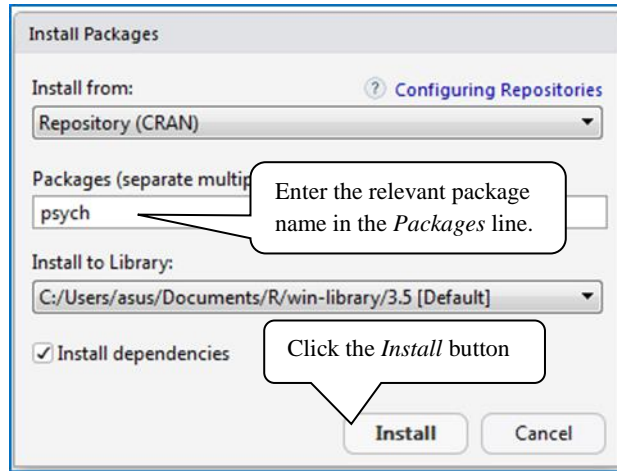 Install Packages
Install from:
? Configuring Repositories
Repository (CRAN)
Packages (separate multip
psych
Enter the relevant package
name in the Packages line.
Install to Library:
C:/Users/asus/Documents/R/win-library/3.5 [Default]
Install dependencies
Click the Install button
Install
Cancel